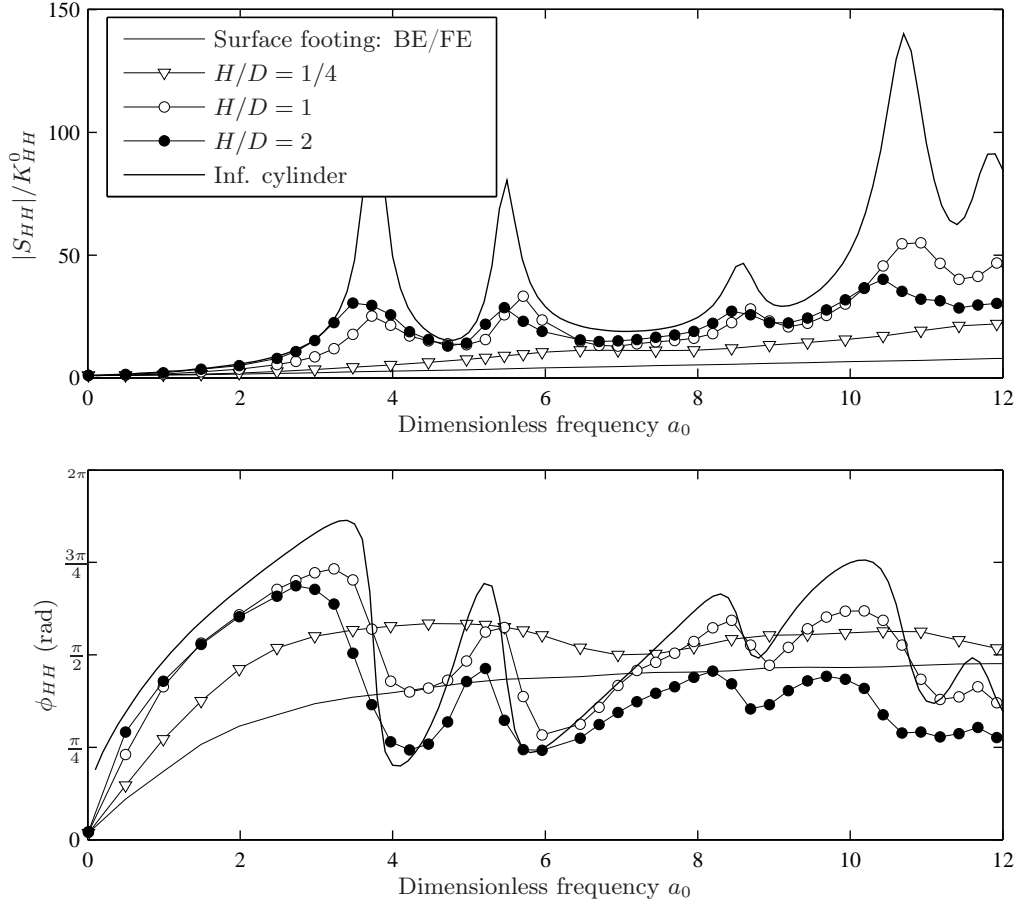 150
100
50
0
|S_{HH}|/K^0_{HH}
Surface footing: BE/FE
H/D = 1/4
H/D = 1
H/D = 2
Inf. cylinder
0 2 4 6 8 10 12
Dimensionless frequency a_0
2π
3π/4
π/2
π/4
0
ϕ_{HH} (rad)
0 2 4 6 8 10 12
Dimensionless frequency a_0